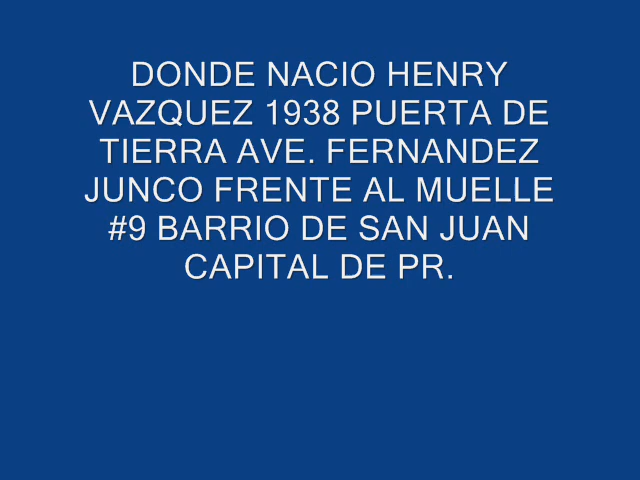 DONDE NACIO HENRY
VAZQUEZ 1938 PUERTA DE
TIERRA AVE. FERNANDEZ
JUNCO FRENTE AL MUELLE
#9 BARRIO DE SAN JUAN
CAPITAL DE PR.